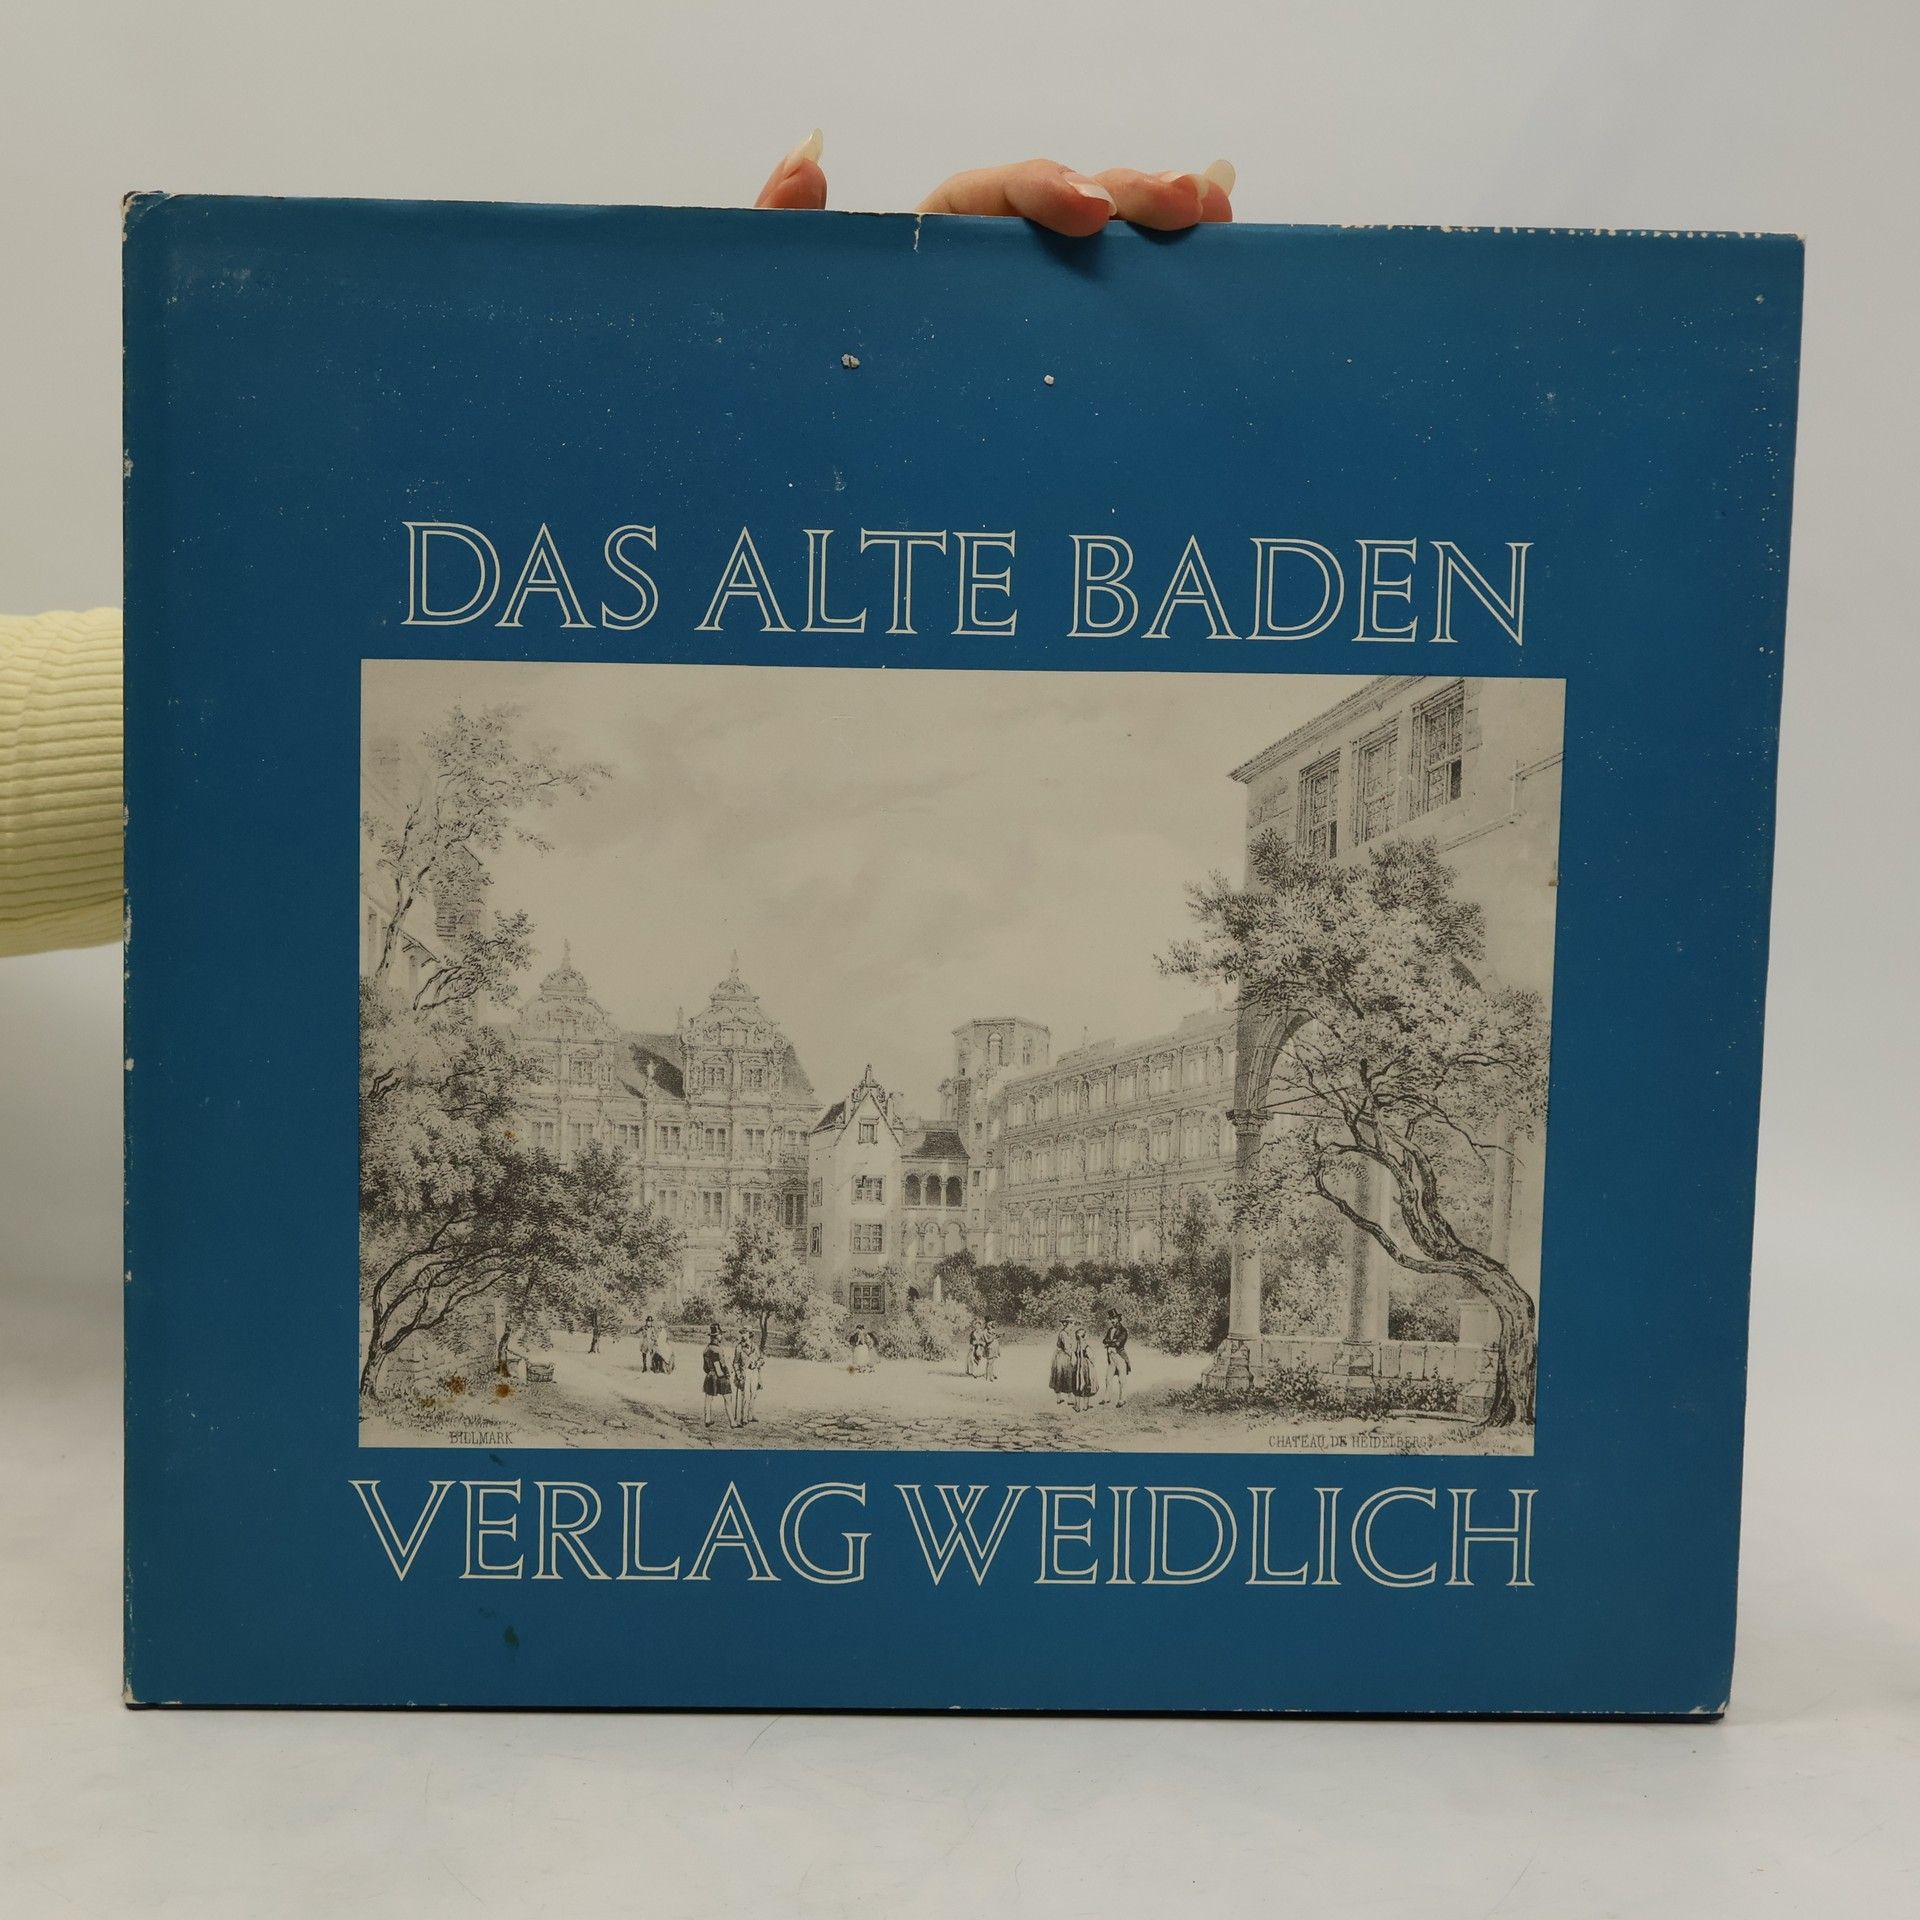 DAS ALTE BADEN
BILLMARK
CHATEAU DE HEIDELBERG
VERLAG WEIDLICH